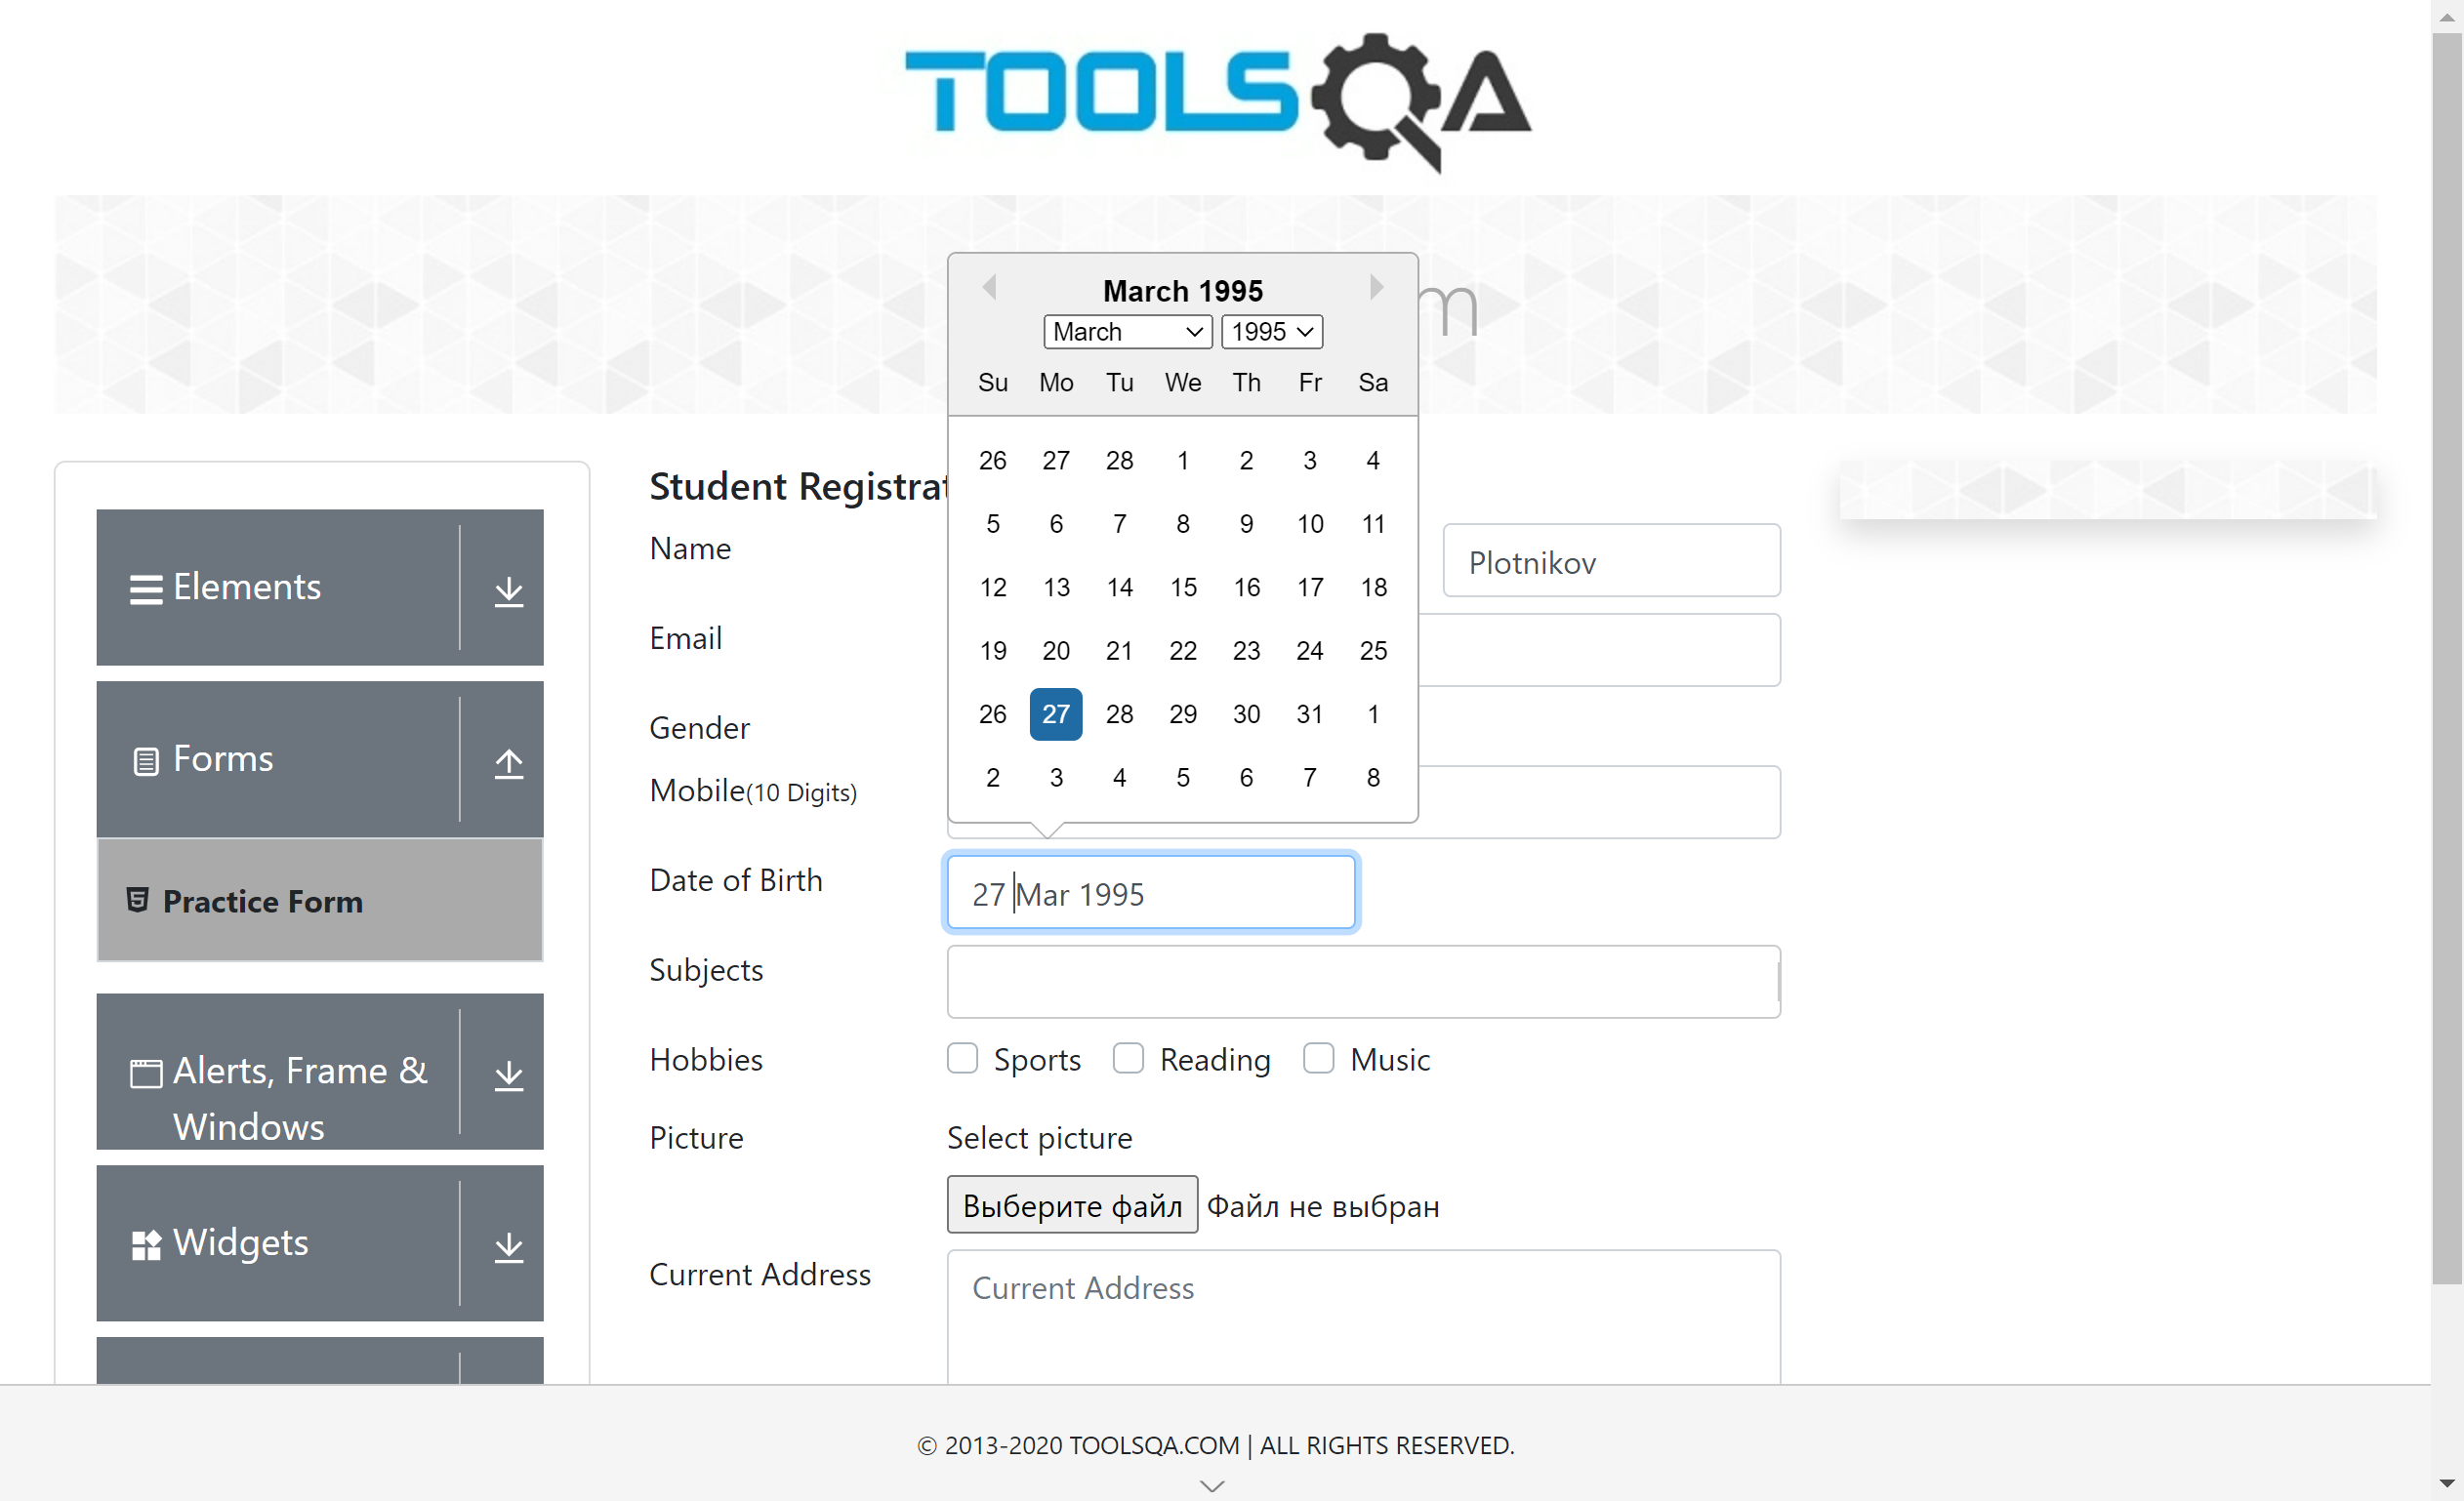 TOOLSQA
m
March 1995
March 1995
Su Mo Tu We Th Fr Sa
26 27 28 1 2 3 4
5 6 7 8 9 10 11
12 13 14 15 16 17 18
19 20 21 22 23 24 25
26 27 28 29 30 31 1
2 3 4 5 6 7 8
Elements
Forms
Practice Form
Alerts, Frame &
Windows
Widgets
Student Registrat
Name Plotnikov
Email
Gender
Mobile(10 Digits)
Date of Birth 27 Mar 1995
Subjects
Hobbies Sports Reading Music
Picture Select picture
Выберите файл Файл не выбран
Current Address Current Address
© 2013-2020 TOOLSQA.COM | ALL RIGHTS RESERVED.